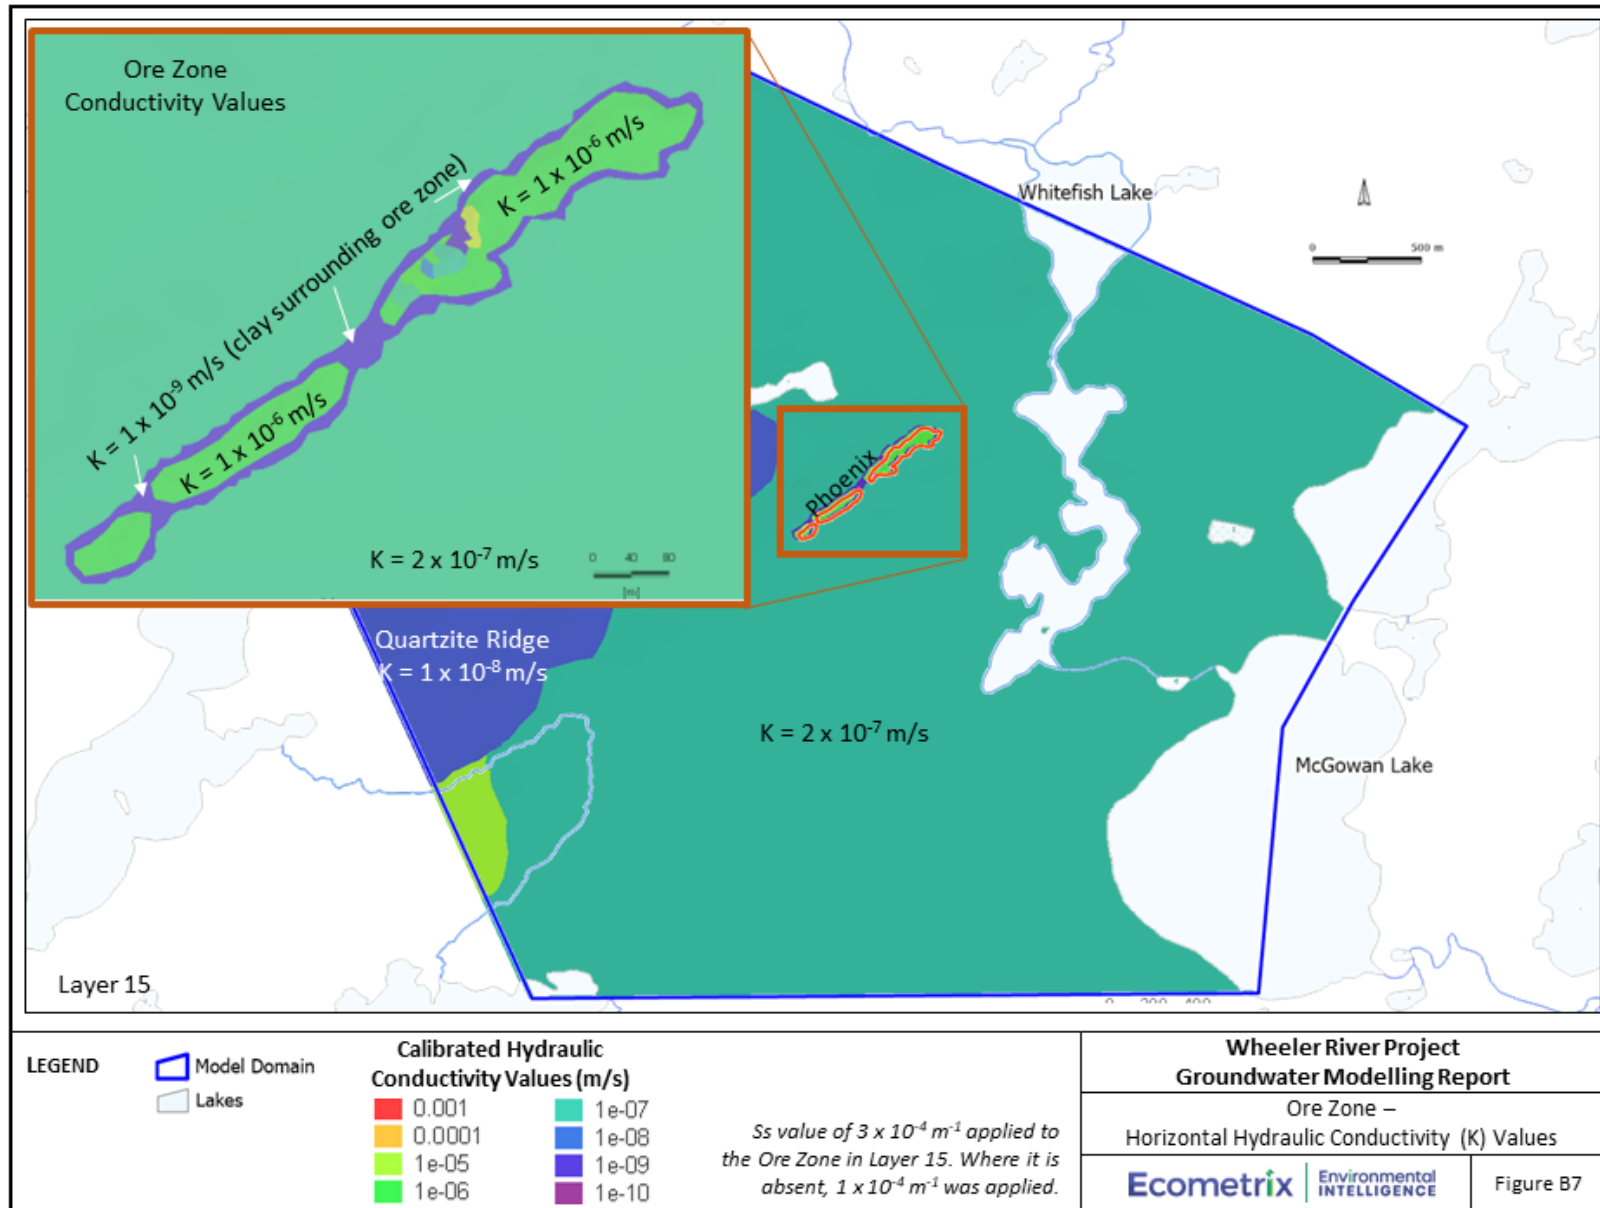 Ore Zone
Conductivity Values
K = 1 x 10⁻⁹ m/s (clay surrounding ore zone)
K = 1 x 10⁻⁶ m/s
K = 1 x 10⁻⁶ m/s
K = 2 x 10⁻⁷ m/s
0 40 80
[m]
Whitefish Lake
0 500 m
Phoenix
Quartzite Ridge
K = 1 x 10⁻⁸ m/s
K = 2 x 10⁻⁷ m/s
McGowan Lake
Layer 15
0 200 400
LEGEND
Model Domain
Lakes
Calibrated Hydraulic
Conductivity Values (m/s)
0.001
0.0001
1e-05
1e-06
1e-07
1e-08
1e-09
1e-10
Ss value of 3 x 10⁻⁴ m⁻¹ applied to
the Ore Zone in Layer 15. Where it is
absent, 1 x 10⁻⁴ m⁻¹ was applied.
Wheeler River Project
Groundwater Modelling Report
Ore Zone –
Horizontal Hydraulic Conductivity (K) Values
Ecometrix
Environmental
INTELLIGENCE
Figure B7